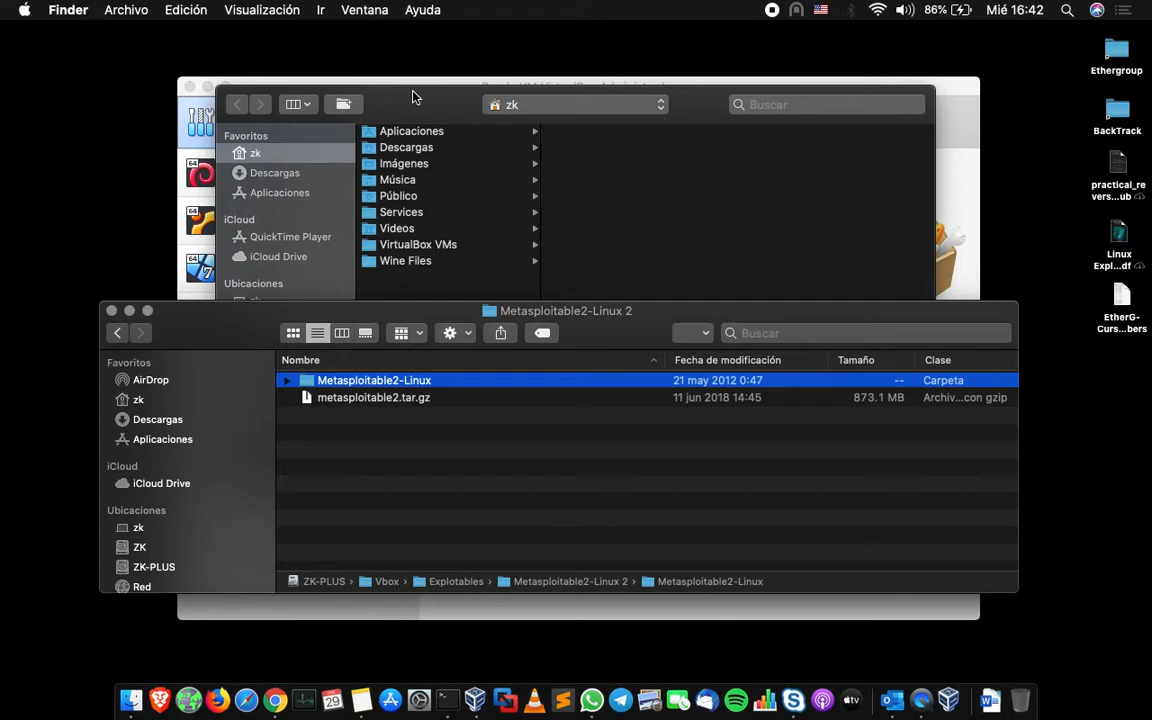 Finder Archivo Edición Visualización Ir Ventana Ayuda 86% Mié 16:42
Ethergroup
BackTrack
practical_re
vers...ub
Linux
Expl...df
EtherG-
Curs...bers
zk Buscar
Favoritos
zk
Descargas
Aplicaciones
iCloud
QuickTime Player
iCloud Drive
Ubicaciones
Aplicaciones
Descargas
Imágenes
Música
Público
Services
Videos
VirtualBox VMs
Wine Files
64
64
64
Metasploitable2-Linux 2
Buscar
Favoritos
AirDrop
zk
Descargas
Aplicaciones
iCloud
iCloud Drive
Ubicaciones
zk
ZK
ZK-PLUS
Red
Nombre Fecha de modificación Tamaño Clase
Metasploitable2-Linux 21 may 2012 0:47 -- Carpeta
metasploitable2.tar.gz 11 jun 2018 14:45 873.1 MB Archiv...con gzip
ZK-PLUS › Vbox › Explotables › Metasploitable2-Linux 2 › Metasploitable2-Linux
29
tv